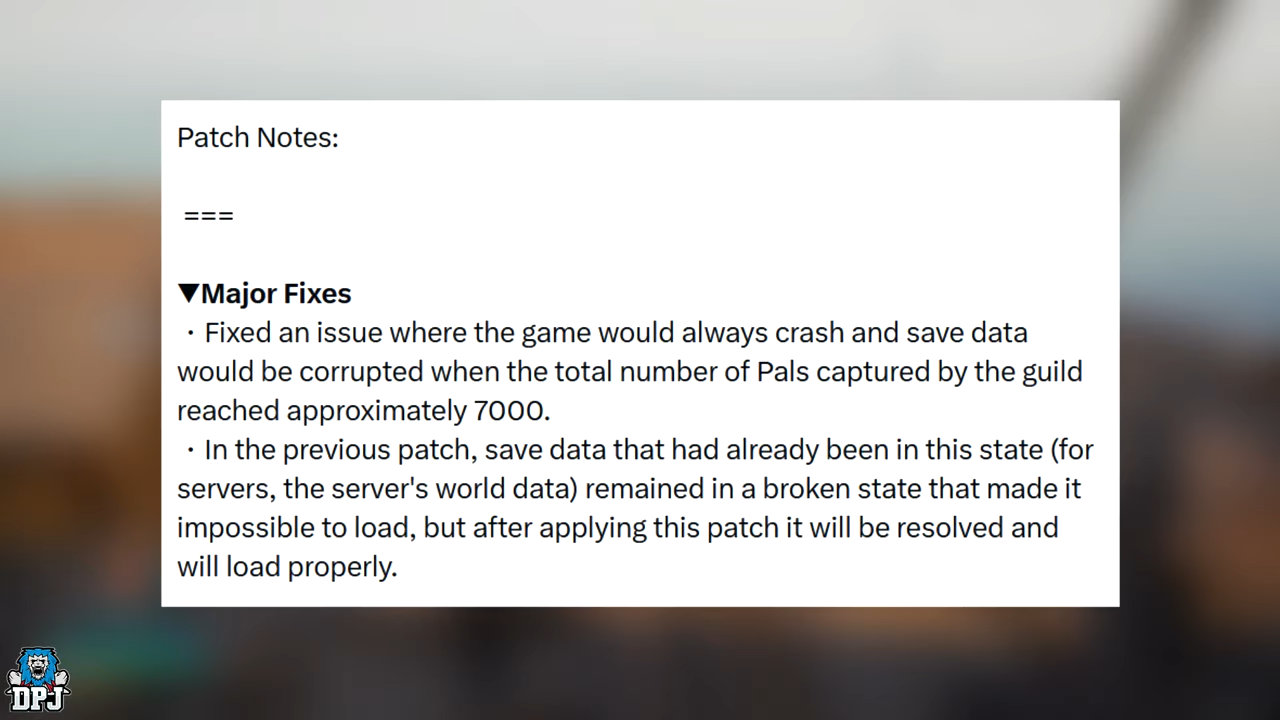 Patch Notes:
===
▼Major Fixes
・Fixed an issue where the game would always crash and save data
would be corrupted when the total number of Pals captured by the guild
reached approximately 7000.
・In the previous patch, save data that had already been in this state (for
servers, the server's world data) remained in a broken state that made it
impossible to load, but after applying this patch it will be resolved and
will load properly.
DPJ